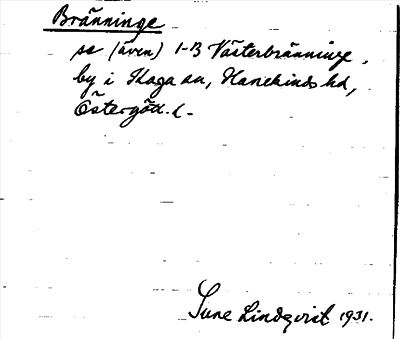 Bränninge
se (även) 1-3 Västerbränninge,
by i Skaga sn, Hanekinds hd,
Östergötl. l.
Sune Lindqvist 1931.